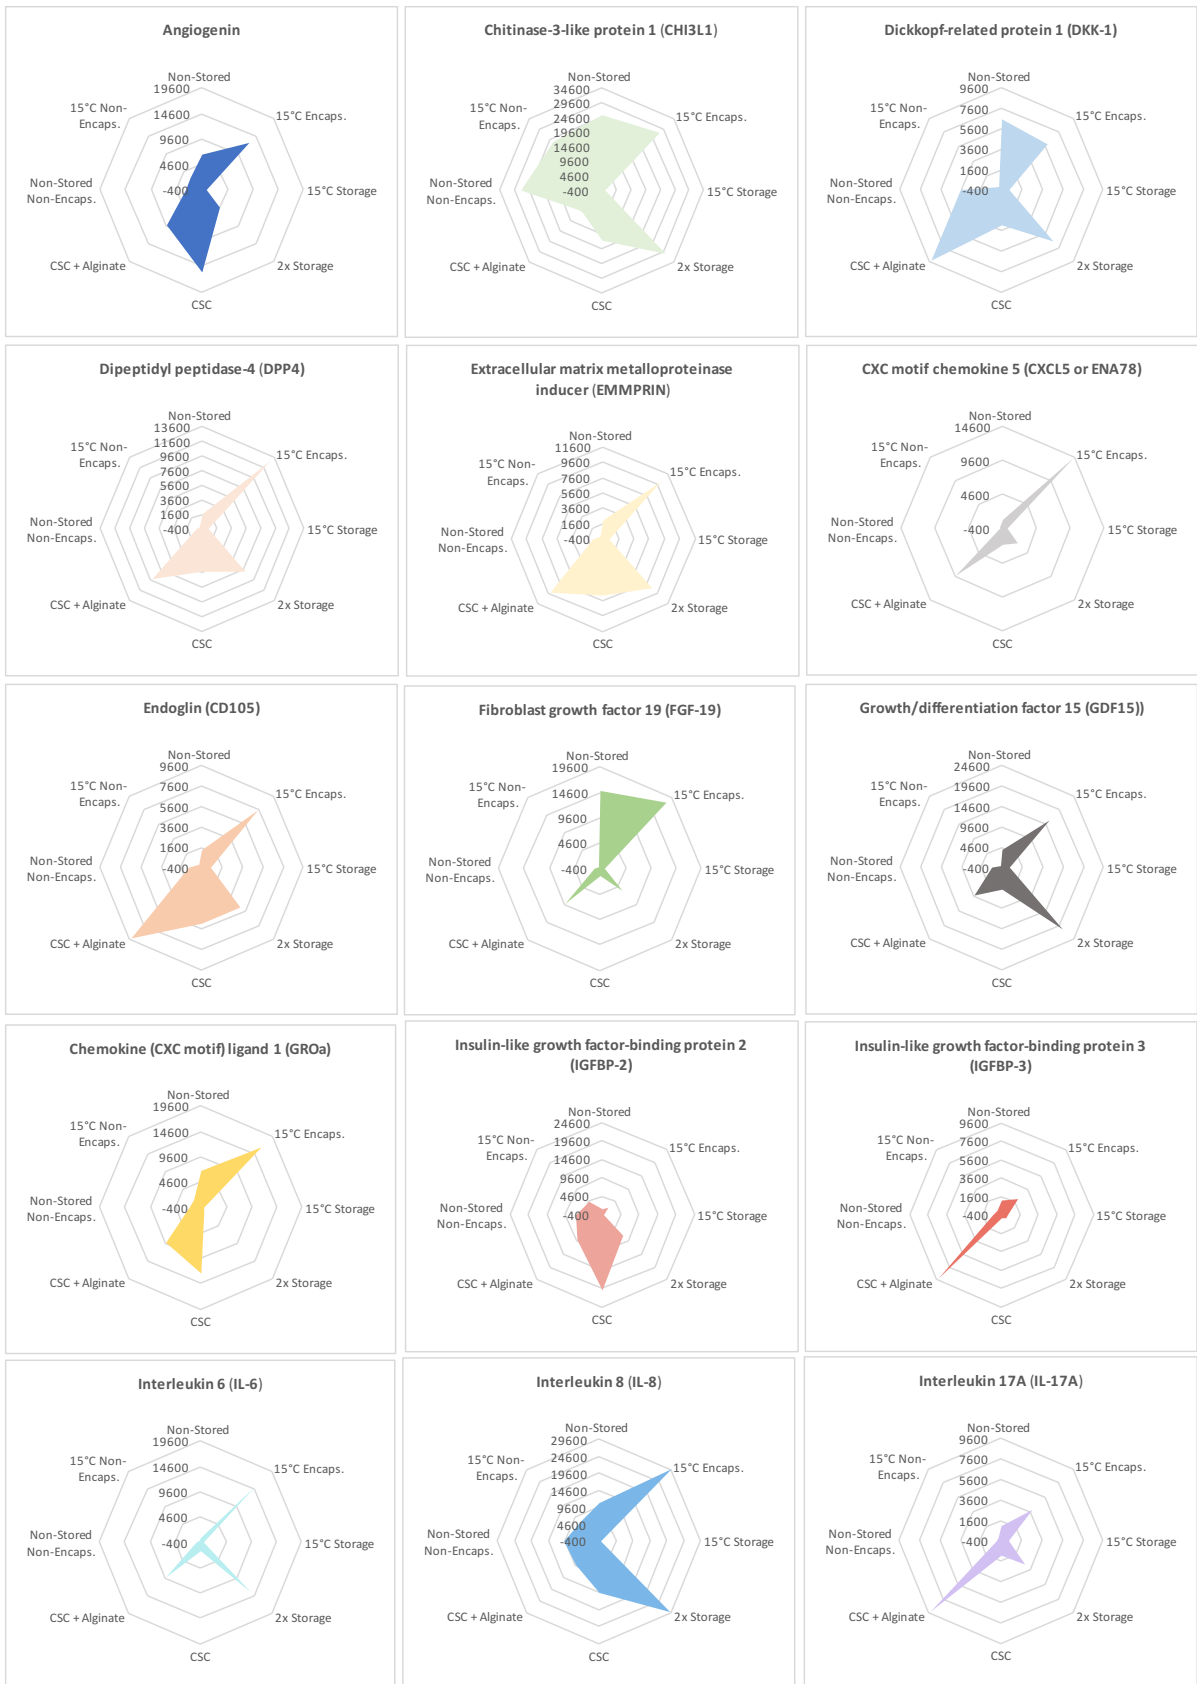 Angiogenin
Non-Stored
19600
15°C Non-
Encaps.
14600
15°C Encaps.
9600
4600
Non-Stored
Non-Encaps.
-400
15°C Storage
CSC + Alginate
2x Storage
CSC
Chitinase-3-like protein 1 (CHI3L1)
Non-Stored
34600
29600
15°C Non-
Encaps.
24600
15°C Encaps.
19600
14600
9600
4600
Non-Stored
Non-Encaps.
-400
15°C Storage
CSC + Alginate
2x Storage
CSC
Dickkopf-related protein 1 (DKK-1)
Non-Stored
9600
15°C Non-
Encaps.
7600
15°C Encaps.
5600
3600
1600
Non-Stored
Non-Encaps.
-400
15°C Storage
CSC + Alginate
2x Storage
CSC
Dipeptidyl peptidase-4 (DPP4)
Non-Stored
13600
11600
15°C Non-
Encaps.
9600
15°C Encaps.
7600
5600
3600
1600
Non-Stored
Non-Encaps.
-400
15°C Storage
CSC + Alginate
2x Storage
CSC
Extracellular matrix metalloproteinase
inducer (EMMPRIN)
Non-Stored
11600
9600
15°C Non-
Encaps.
7600
15°C Encaps.
5600
3600
1600
Non-Stored
Non-Encaps.
-400
15°C Storage
CSC + Alginate
2x Storage
CSC
CXC motif chemokine 5 (CXCL5 or ENA78)
Non-Stored
14600
15°C Non-
Encaps.
15°C Encaps.
9600
4600
Non-Stored
Non-Encaps.
-400
15°C Storage
CSC + Alginate
2x Storage
CSC
Endoglin (CD105)
Non-Stored
9600
15°C Non-
Encaps.
7600
15°C Encaps.
5600
3600
1600
Non-Stored
Non-Encaps.
-400
15°C Storage
CSC + Alginate
2x Storage
CSC
Fibroblast growth factor 19 (FGF-19)
Non-Stored
19600
15°C Non-
Encaps.
14600
15°C Encaps.
9600
4600
Non-Stored
Non-Encaps.
-400
15°C Storage
CSC + Alginate
2x Storage
CSC
Growth/differentiation factor 15 (GDF15))
Non-Stored
24600
15°C Non-
Encaps.
19600
15°C Encaps.
14600
9600
4600
Non-Stored
Non-Encaps.
-400
15°C Storage
CSC + Alginate
2x Storage
CSC
Chemokine (CXC motif) ligand 1 (GROa)
Non-Stored
19600
15°C Non-
Encaps.
14600
15°C Encaps.
9600
4600
Non-Stored
Non-Encaps.
-400
15°C Storage
CSC + Alginate
2x Storage
CSC
Insulin-like growth factor-binding protein 2
(IGFBP-2)
Non-Stored
24600
15°C Non-
Encaps.
19600
15°C Encaps.
14600
9600
4600
Non-Stored
Non-Encaps.
-400
15°C Storage
CSC + Alginate
2x Storage
CSC
Insulin-like growth factor-binding protein 3
(IGFBP-3)
Non-Stored
9600
15°C Non-
Encaps.
7600
15°C Encaps.
5600
3600
1600
Non-Stored
Non-Encaps.
-400
15°C Storage
CSC + Alginate
2x Storage
CSC
Interleukin 6 (IL-6)
Non-Stored
19600
15°C Non-
Encaps.
14600
15°C Encaps.
9600
4600
Non-Stored
Non-Encaps.
-400
15°C Storage
CSC + Alginate
2x Storage
CSC
Interleukin 8 (IL-8)
Non-Stored
29600
24600
15°C Non-
Encaps.
19600
15°C Encaps.
14600
9600
4600
Non-Stored
Non-Encaps.
-400
15°C Storage
CSC + Alginate
2x Storage
CSC
Interleukin 17A (IL-17A)
Non-Stored
9600
15°C Non-
Encaps.
7600
15°C Encaps.
5600
3600
1600
Non-Stored
Non-Encaps.
-400
15°C Storage
CSC + Alginate
2x Storage
CSC